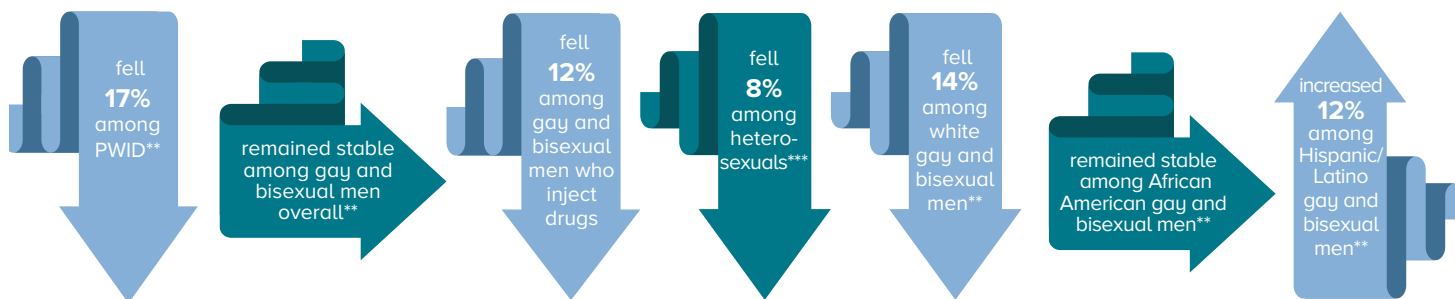 fell
17%
among
PWID**
remained stable
among gay and
bisexual men
overall**
fell
12%
among
gay and
bisexual
men who
inject
drugs
fell
8%
among
hetero-
sexuals***
fell
14%
among
white
gay and
bisexual
men**
remained stable
among African
American gay and
bisexual men**
increased
12%
among
Hispanic/
Latino
gay and
bisexual
men**